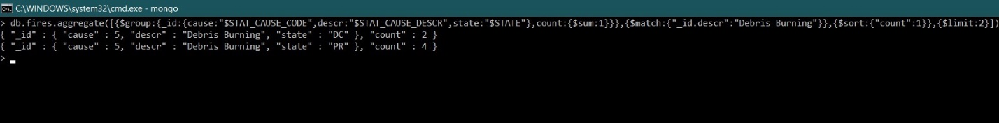 C:\WINDOWS\system32\cmd.exe - mongo
> db.fires.aggregate([{$group:{_id:{cause:"$STAT_CAUSE_CODE",descr:"$STAT_CAUSE_DESCR",state:"$STATE"},count:{$sum:1}}},{$match:{"_id.descr":"Debris Burning"}},{$sort:{"count":1}},{$limit:2}])
{ "_id" : { "cause" : 5, "descr" : "Debris Burning", "state" : "DC" }, "count" : 2 }
{ "_id" : { "cause" : 5, "descr" : "Debris Burning", "state" : "PR" }, "count" : 4 }
>